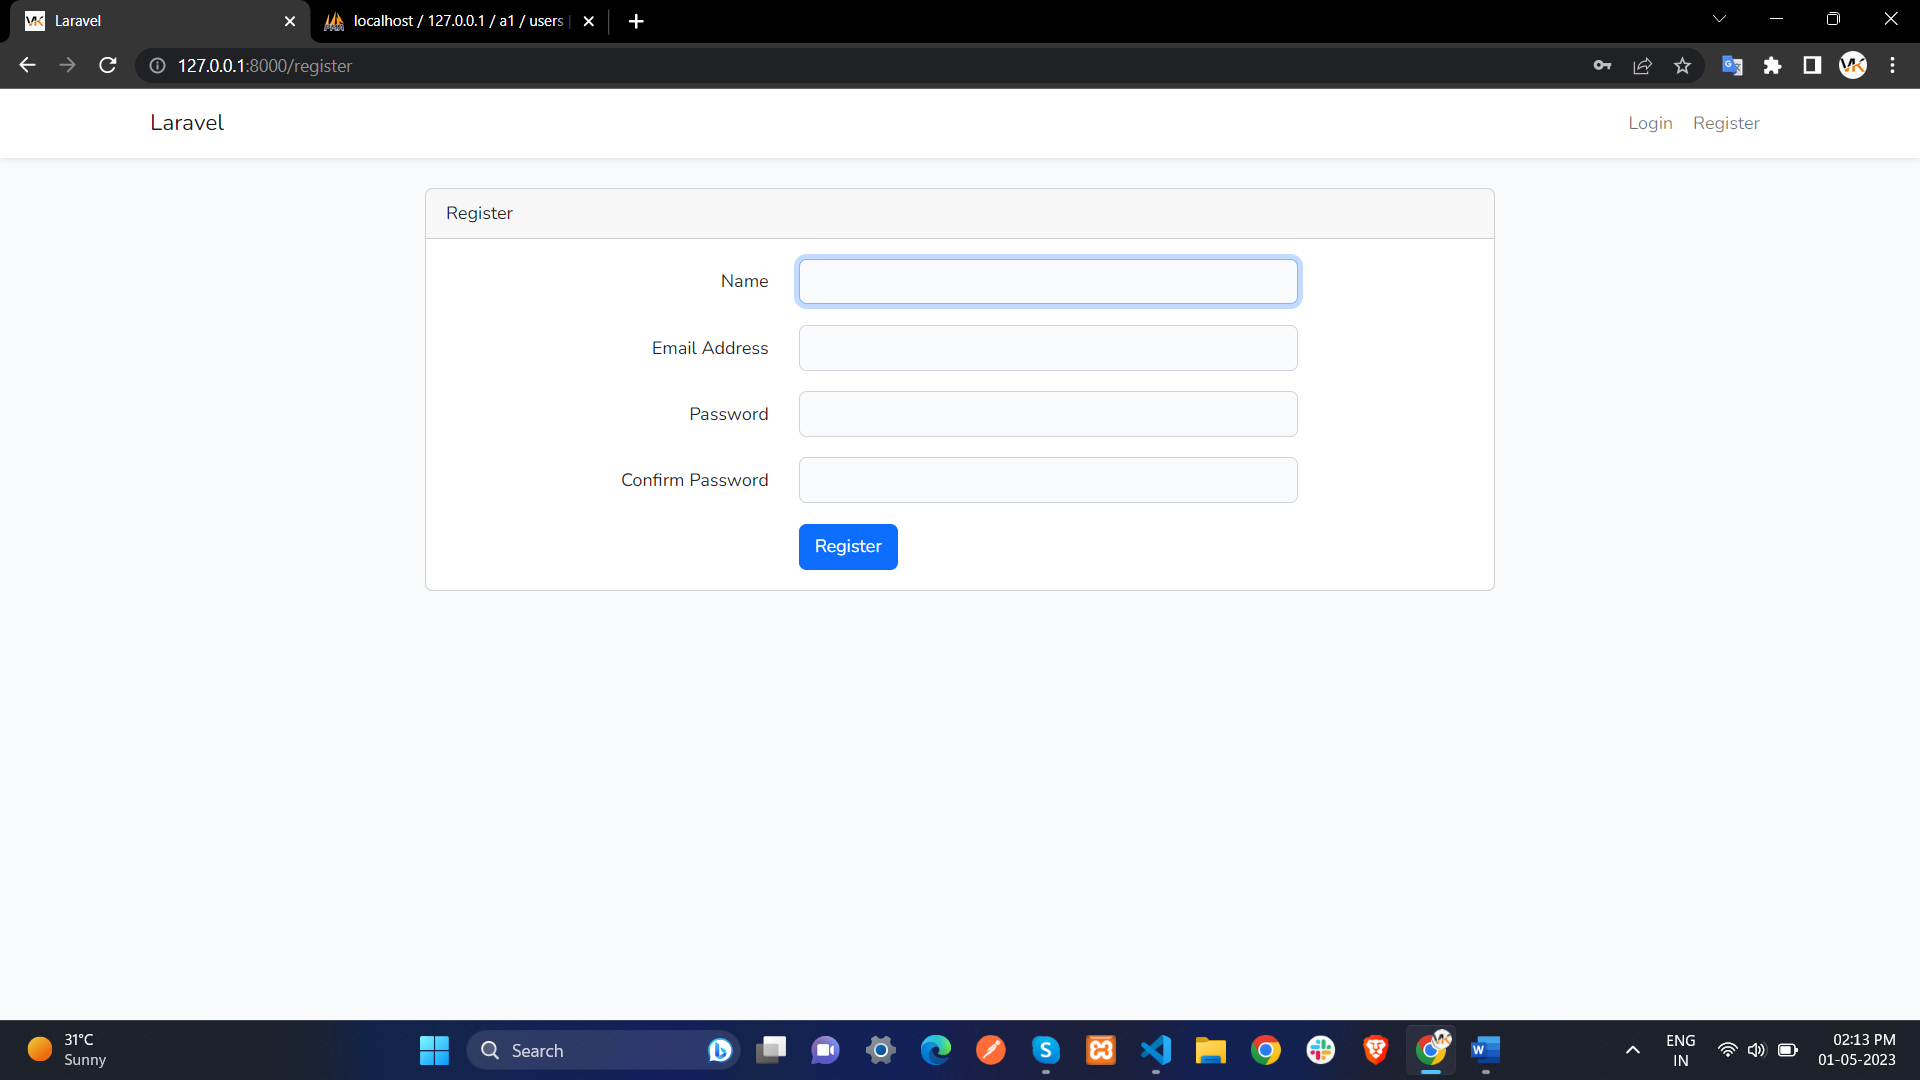 Laravel
localhost / 127.0.0.1 / a1 / users
127.0.0.1:8000/register
Laravel
Login Register
Register
Name
Email Address
Password
Confirm Password
Register
31°C
Sunny
Search
ENG
IN
02:13 PM
01-05-2023